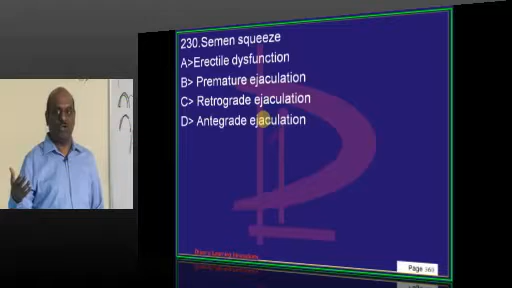 230.Semen squeeze
A>Erectile dysfunction
B> Premature ejaculation
C> Retrograde ejaculation
D> Antegrade ejaculation
Page